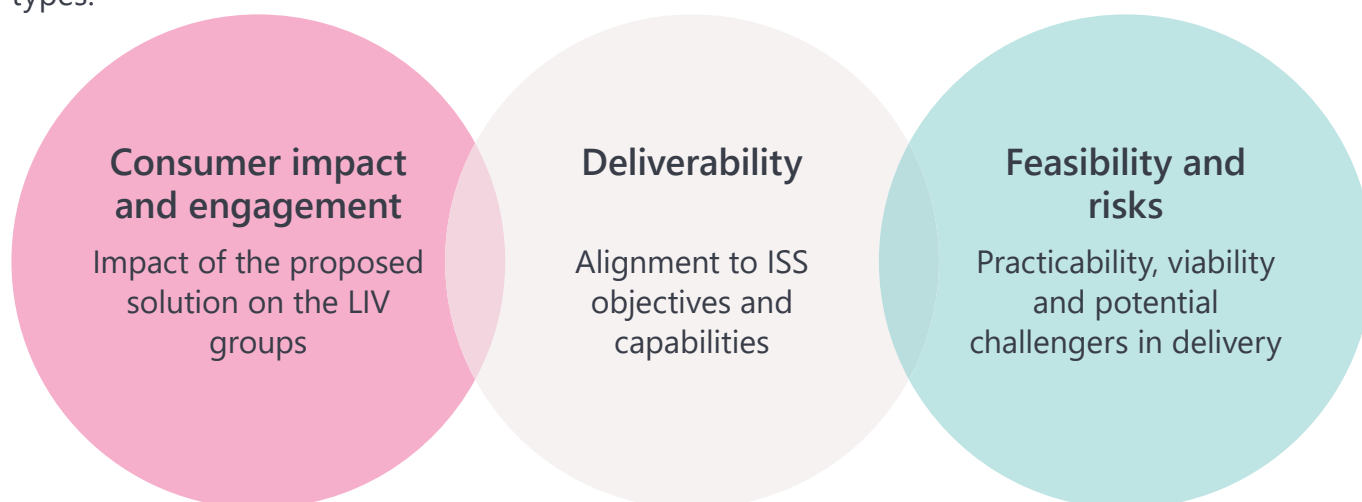 types.
Consumer impact
and engagement
Impact of the proposed
solution on the LIV
groups
Deliverability
Alignment to ISS
objectives and
capabilities
Feasibility and
risks
Practicability, viability
and potential
challengers in delivery